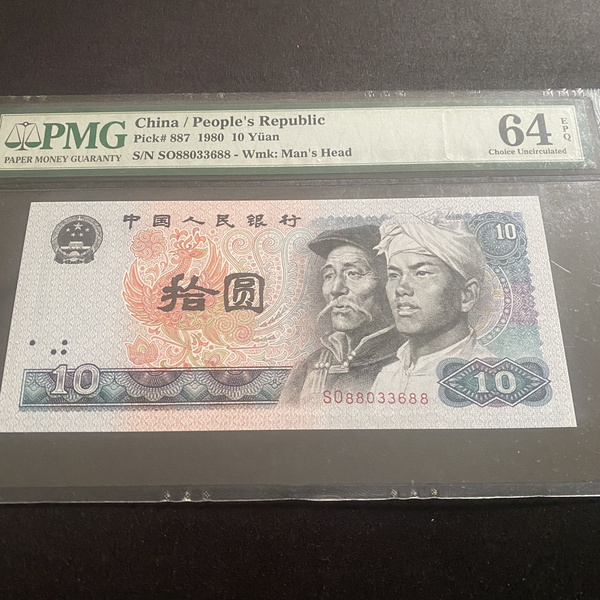 PMG
PAPER MONEY GUARANTY
China / People's Republic
Pick# 887 1980 10 Yüan
S/N SO88033688 - Wmk: Man's Head
64 EPQ
Choice Uncirculated
中国人民银行
10
拾圆
10
10
SO88033688